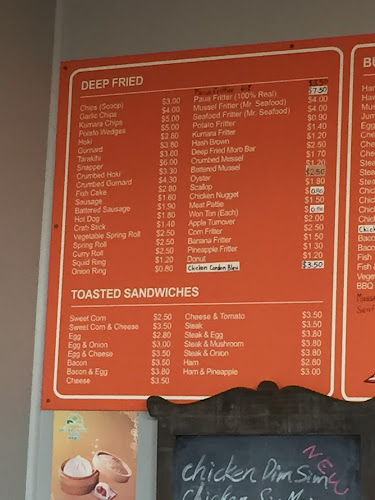 DEEP FRIED
Chips (Scoop) $3.00
Garlic Chips $4.00
Kumara Chips $5.00
Potato Wedges $5.00
Hoki $2.80
Gurnard $3.80
Tarakihi $3.80
Snapper $6.00
Crumbed Hoki $3.30
Crumbed Gurnard $4.30
Fish Cake $2.80
Sausage $1.60
Battered Sausage $1.90
Hot Dog $1.80
Crab Stick $1.40
Vegetable Spring Roll $2.50
Spring Roll $2.50
Curry Roll $2.50
Squid Ring $1.20
Onion Ring $0.80
$3.50
Paua Fritter (100% Real) $7.50
Mussel Fritter (Mr. Seafood) $4.00
Seafood Fritter (Mr. Seafood) $4.00
Potato Fritter $0.90
Kumara Fritter $1.40
Hash Brown $1.20
Deep Fried Moro Bar $2.50
Crumbed Mussel $1.70
Battered Mussel $1.20
Oyster $2.50
Scallop $1.80
Chicken Nugget
Meat Pattie $1.50
Won Ton (Each)
Apple Turnover $2.00
Corn Fritter $2.50
Banana Fritter $1.50
Pineapple Fritter $1.30
Donut $1.20
Chicken Cordon Bleu $3.50
TOASTED SANDWICHES
Sweet Corn $2.50
Sweet Corn & Cheese $3.50
Egg $2.80
Egg & Onion $3.00
Egg & Cheese $3.50
Bacon $3.50
Bacon & Egg $3.80
Cheese $3.50
Cheese & Tomato $3.50
Steak $3.50
Steak & Egg $3.80
Steak & Mushroom $3.80
Steak & Onion $3.80
Ham $2.80
Ham & Pineapple $3.00
BBQ
chicken Dim Sim
NEW